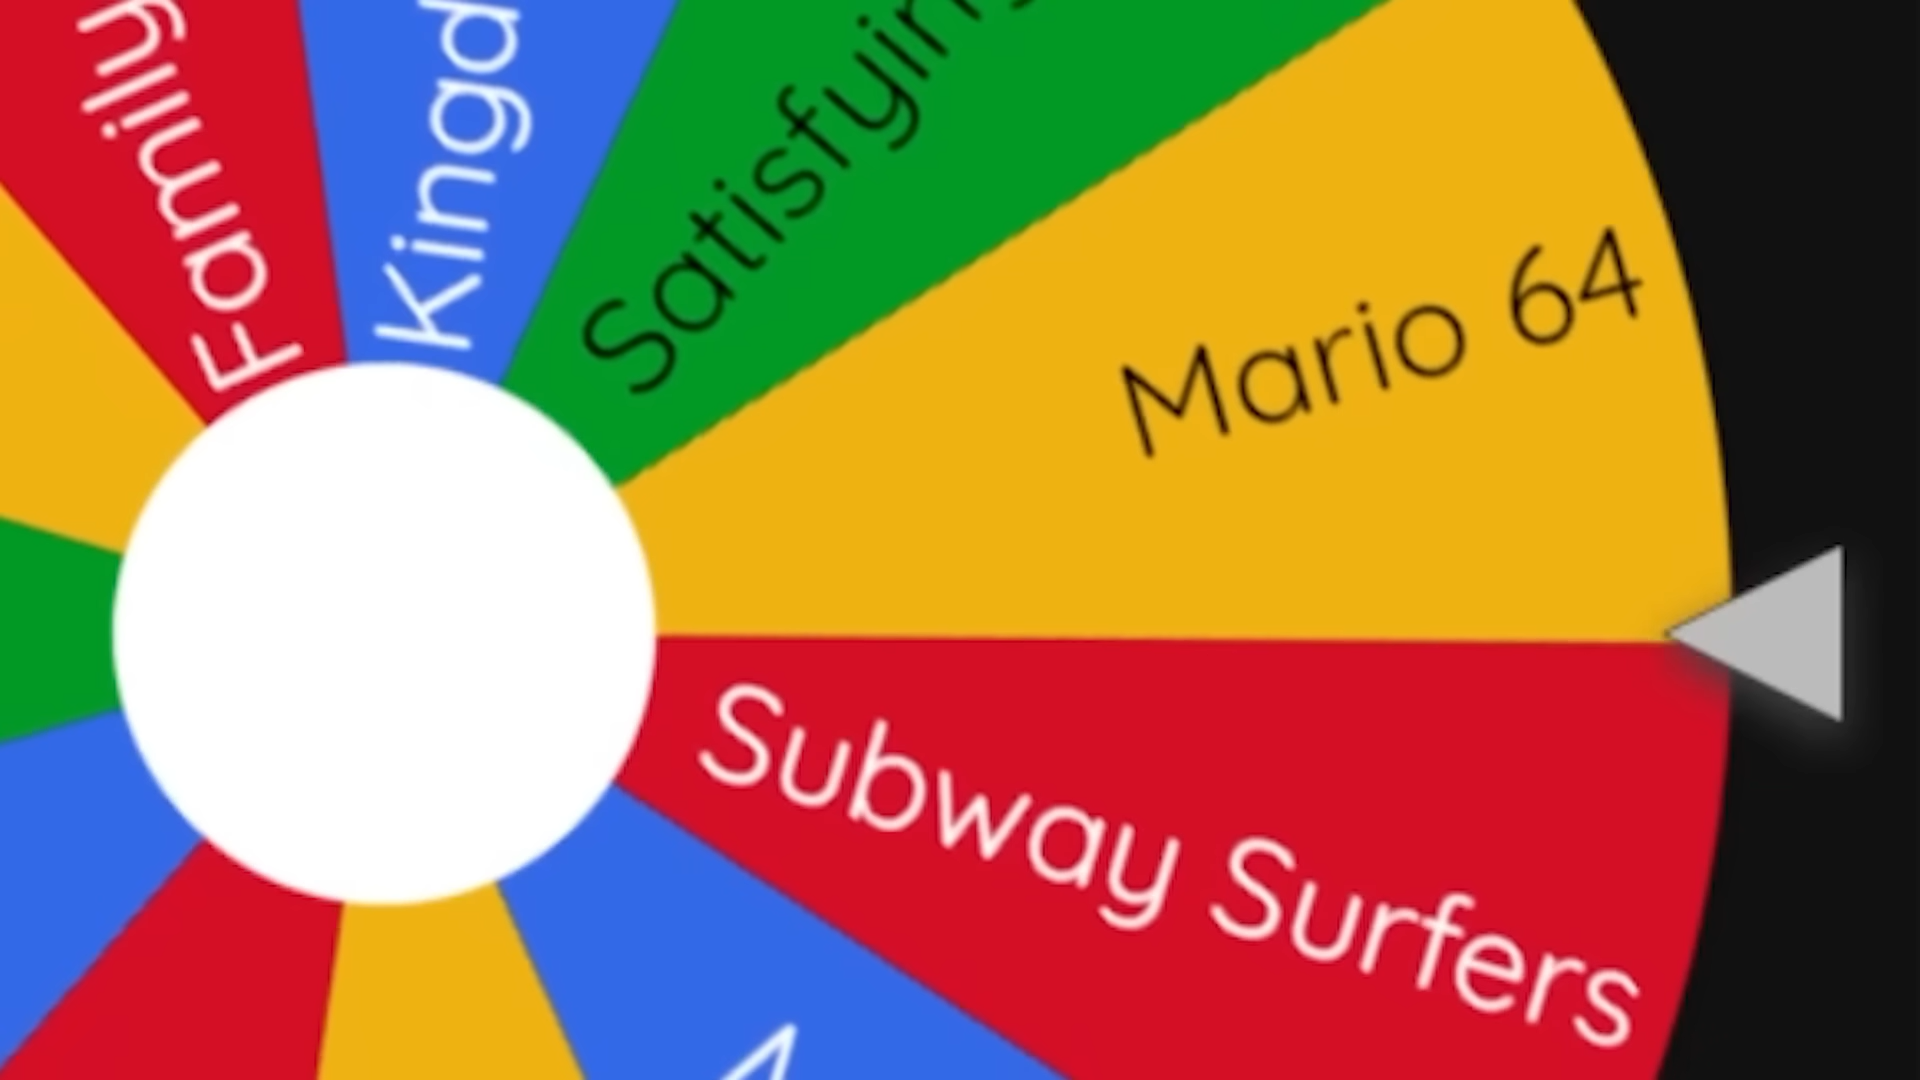 Family
Kingd
Satisfying
Mario 64
Subway Surfers